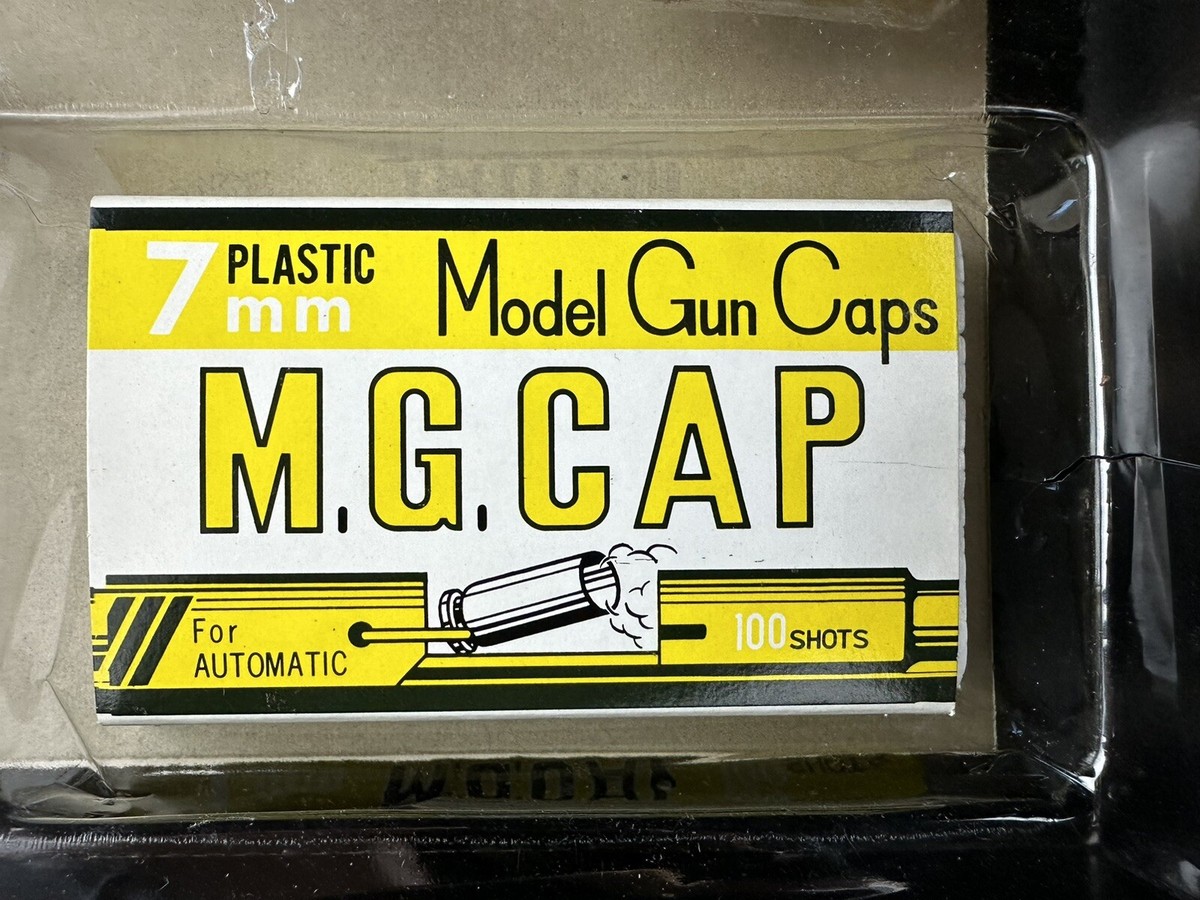 7 PLASTIC mm Model Gun Caps
M.G.CAP
For
AUTOMATIC
100 SHOTS